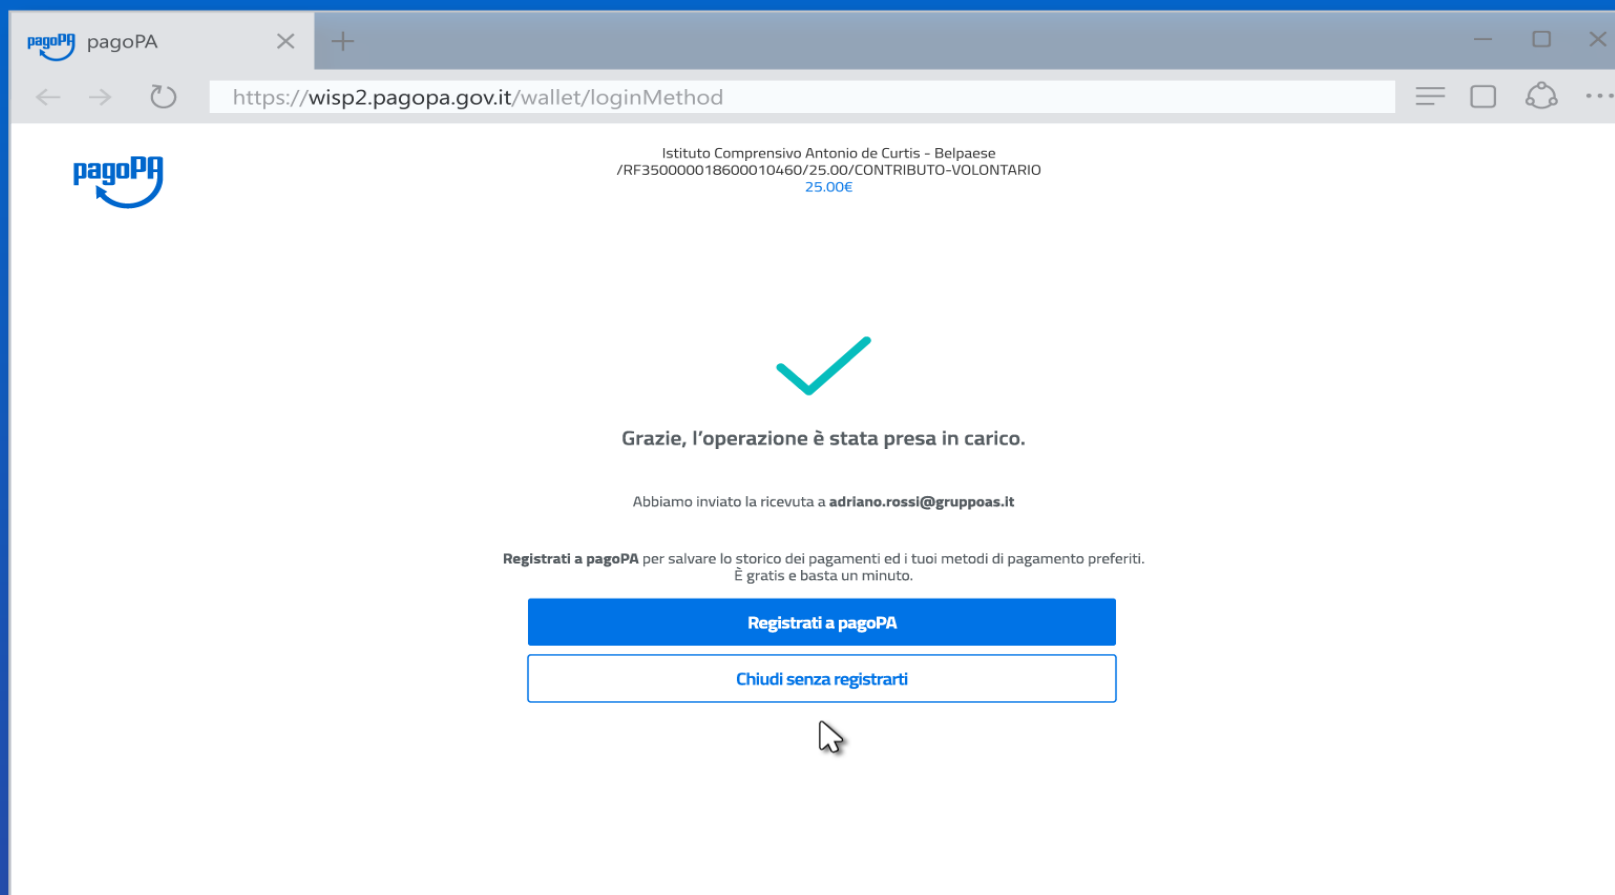 pagoPA pagoPA
https://wisp2.pagopa.gov.it/wallet/loginMethod
pagoPA
Istituto Comprensivo Antonio de Curtis - Belpaese
/RF350000018600010460/25.00/CONTRIBUTO-VOLONTARIO
25.00€
Grazie, l'operazione è stata presa in carico.
Abbiamo inviato la ricevuta a adriano.rossi@gruppoas.it
Registrati a pagoPA per salvare lo storico dei pagamenti ed i tuoi metodi di pagamento preferiti.
È gratis e basta un minuto.
Registrati a pagoPA
Chiudi senza registrarti